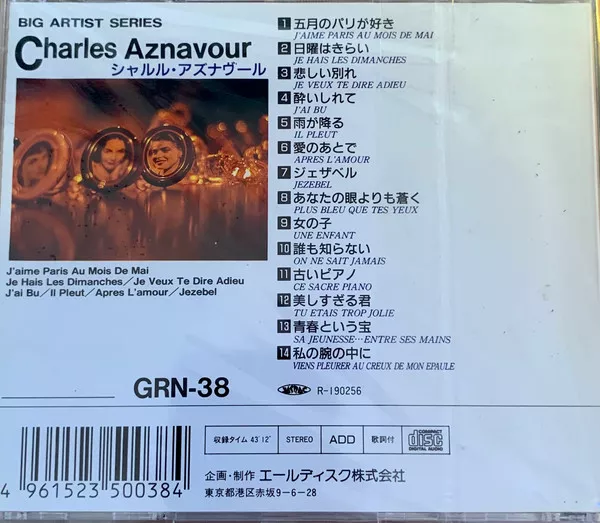 BIG ARTIST SERIES
Charles Aznavour
シャルル・アズナヴール
J'aime Paris Au Mois De Mai
Je Hais Les Dimanches/Je Veux Te Dire Adieu
J'ai Bu/Il Pleut/Apres L'amour/Jezebel
1 五月のパリが好き
J'AIME PARIS AU MOIS DE MAI
2 日曜はきらい
JE HAIS LES DIMANCHES
3 悲しい別れ
JE VEUX TE DIRE ADIEU
4 酔いしれて
J'AI BU
5 雨が降る
IL PLEUT
6 愛のあとで
APRES L'AMOUR
7 ジェザベル
JEZEBEL
8 あなたの眼よりも蒼く
PLUS BLEU QUE TES YEUX
9 女の子
UNE ENFANT
10 誰も知らない
ON NE SAIT JAMAIS
11 古いピアノ
CE SACRE PIANO
12 美しすぎる君
TU ETAIS TROP JOLIE
13 青春という宝
SA JEUNESSE…ENTRE SES MAINS
14 私の腕の中に
VIENS PLEURER AU CREUX DE MON EPAULE
GRN-38
R-190256
収録タイム 43'12" STEREO ADD 歌詞付 COMPACT disc DIGITAL AUDIO
企画・制作 エールディスク株式会社
東京都港区赤坂9-6-28
4 961523 500384